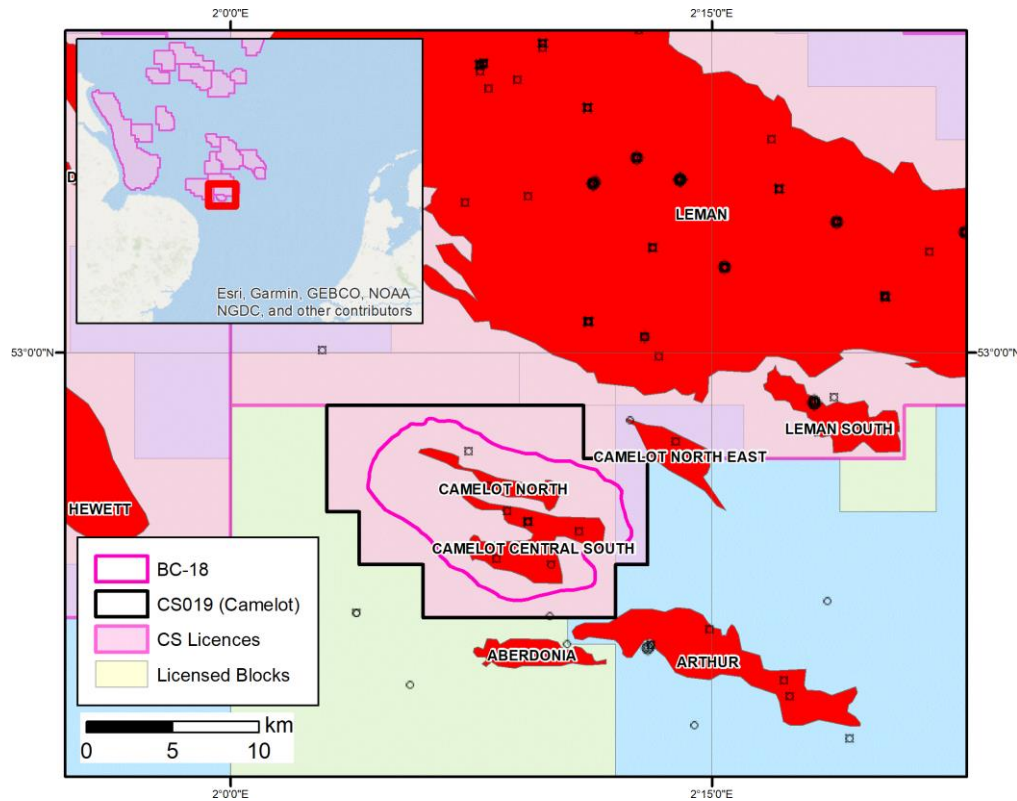 2°0'0"E
2°15'0"E
D
Esri, Garmin, GEBCO, NOAA
NGDC, and other contributors
LEMAN
53°0'0"N
53°0'0"N
LEMAN SOUTH
CAMELOT NORTH EAST
CAMELOT NORTH
HEWETT
CAMELOT CENTRAL SOUTH
BC-18
CS019 (Camelot)
CS Licences
Licensed Blocks
ABERDONIA
ARTHUR
km
0 5 10
2°0'0"E
2°15'0"E